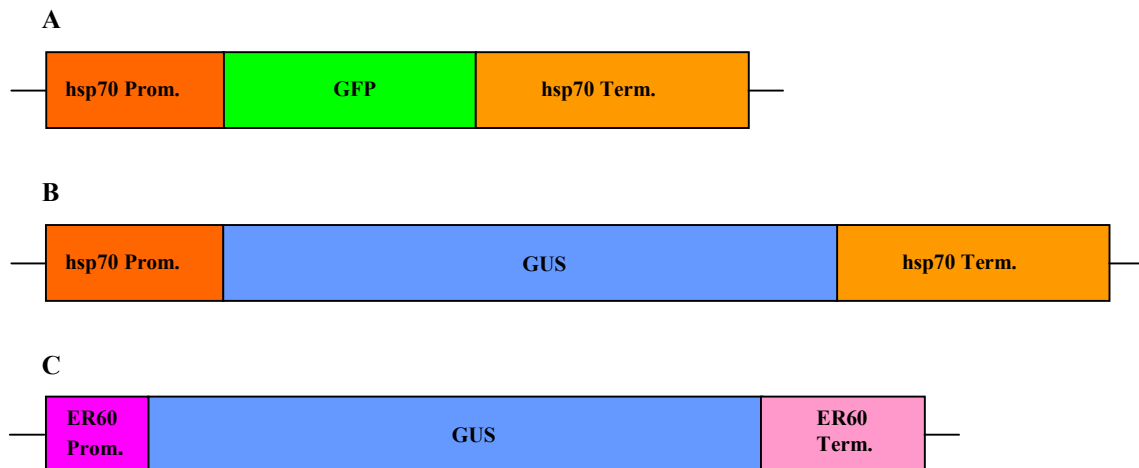 A
hsp70 Prom. GFP hsp70 Term.
B
hsp70 Prom. GUS hsp70 Term.
C
ER60
Prom.
GUS
ER60
Term.